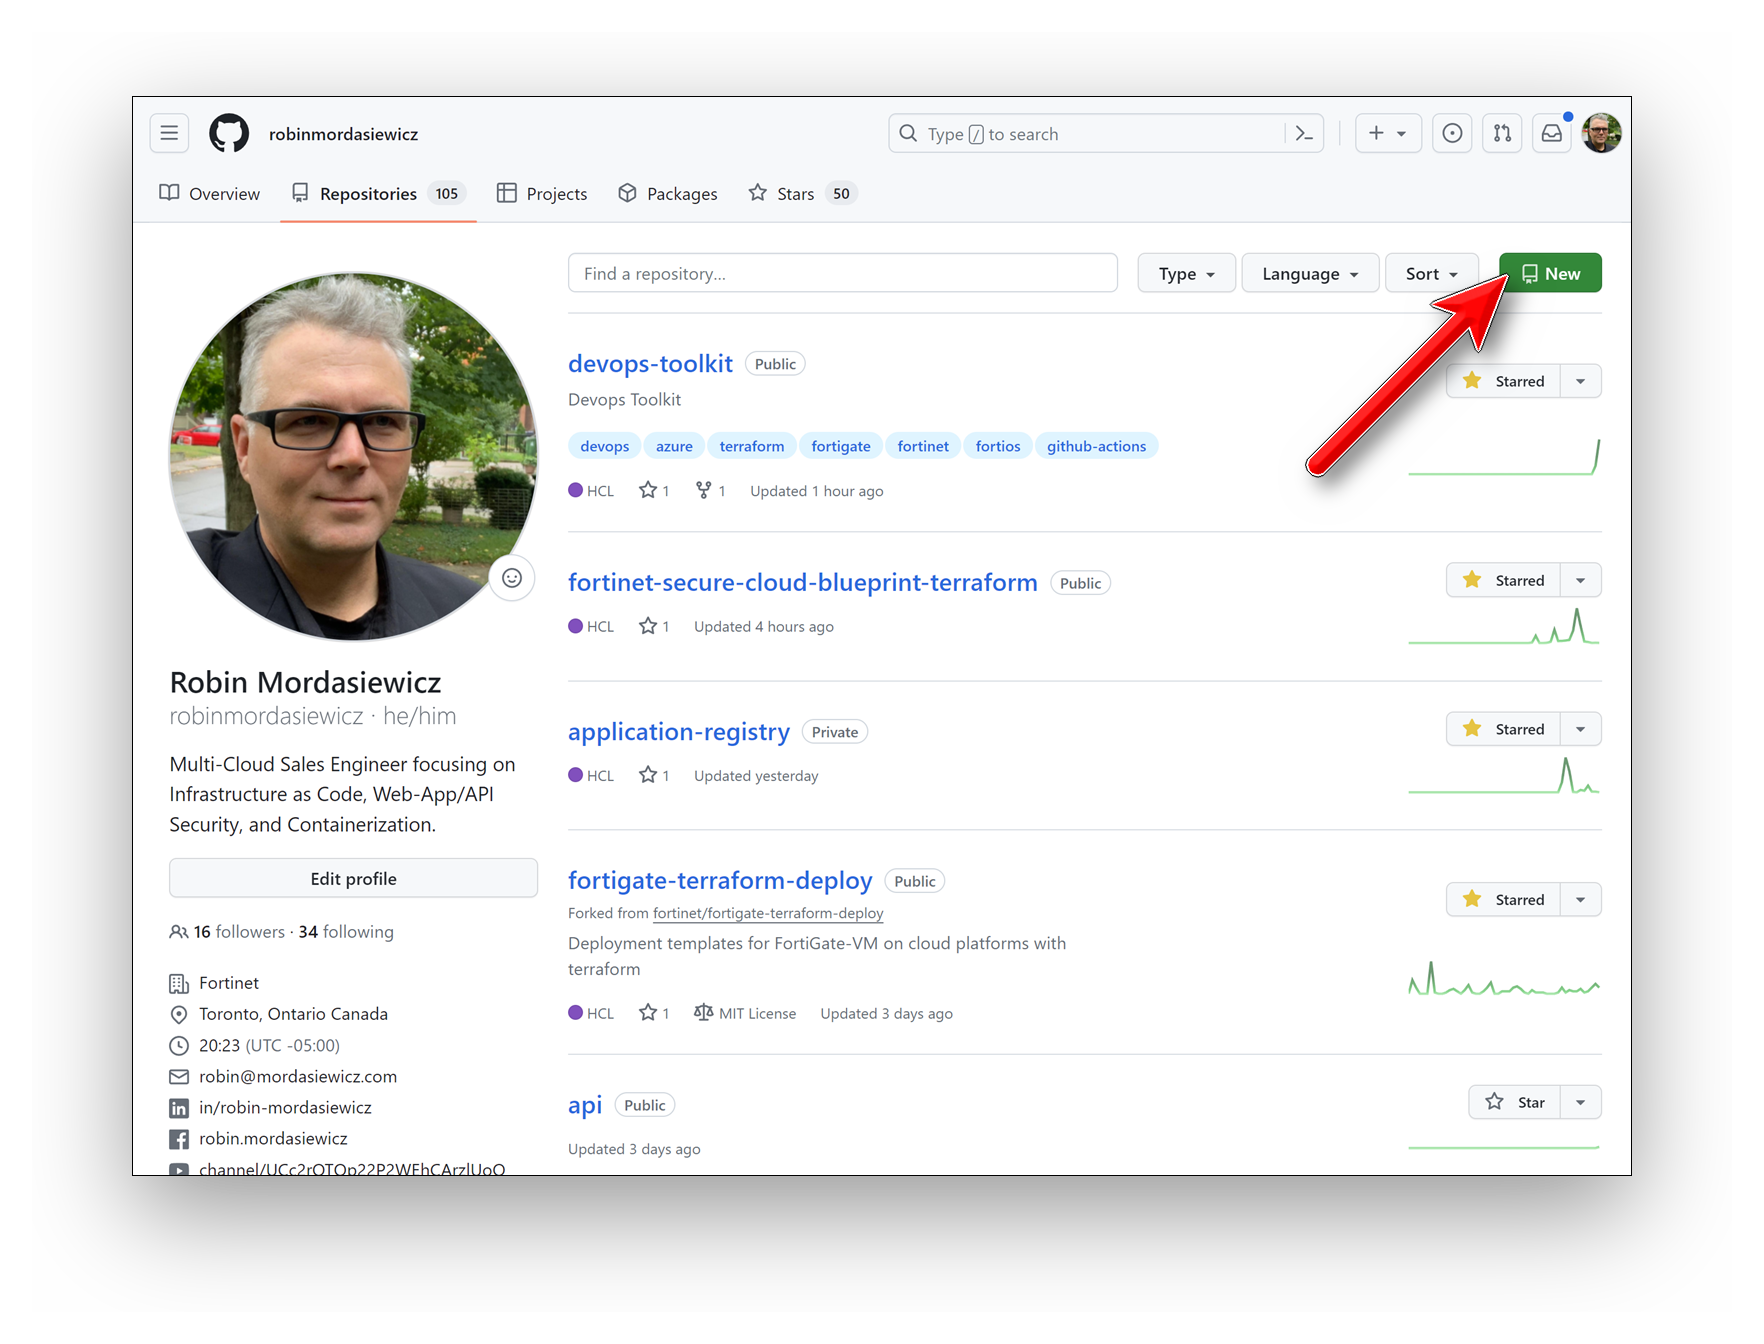 robinmordasiewicz
Type / to search
Overview Repositories 105 Projects Packages Stars 50
Find a repository...
Type Language Sort New
devops-toolkit Public
Starred
Devops Toolkit
devops azure terraform fortigate fortinet fortios github-actions
HCL 1 1 Updated 1 hour ago
fortinet-secure-cloud-blueprint-terraform Public
Starred
HCL 1 Updated 4 hours ago
application-registry Private
Starred
HCL 1 Updated yesterday
fortigate-terraform-deploy Public
Starred
Forked from fortinet/fortigate-terraform-deploy
Deployment templates for FortiGate-VM on cloud platforms with
terraform
HCL 1 MIT License Updated 3 days ago
api Public
Star
Updated 3 days ago
Robin Mordasiewicz
robinmordasiewicz · he/him
Multi-Cloud Sales Engineer focusing on
Infrastructure as Code, Web-App/API
Security, and Containerization.
Edit profile
16 followers · 34 following
Fortinet
Toronto, Ontario Canada
20:23 (UTC -05:00)
robin@mordasiewicz.com
in/robin-mordasiewicz
robin.mordasiewicz